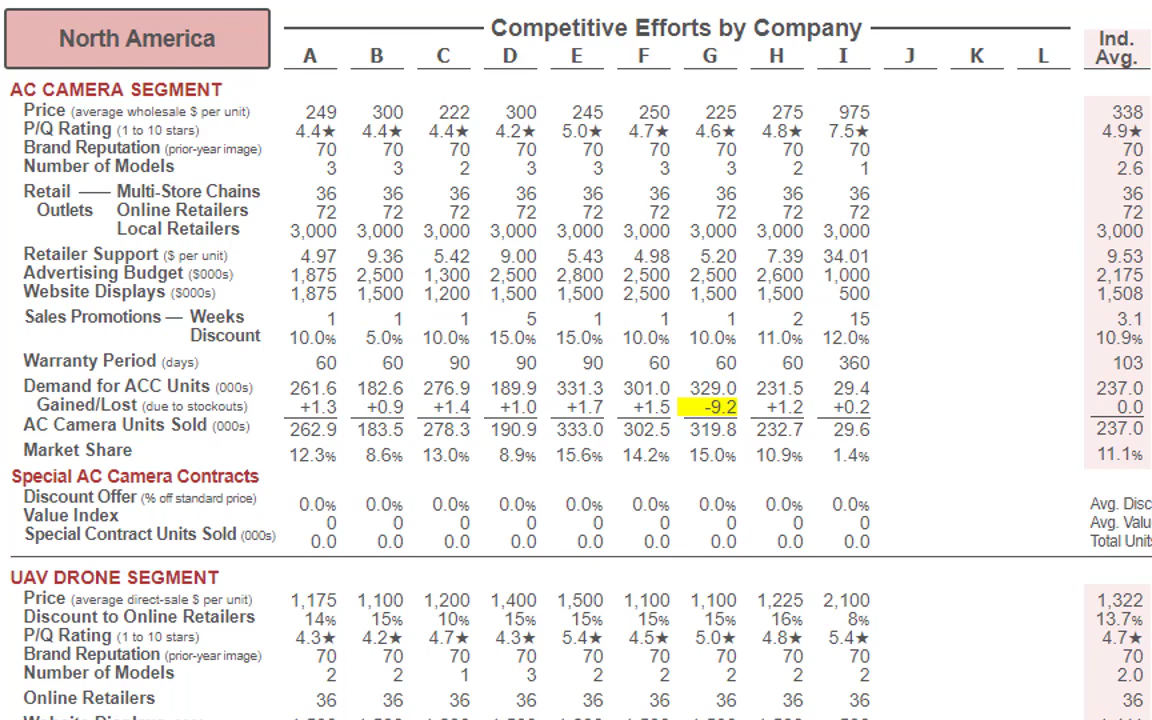 North America
Competitive Efforts by Company
A B C D E F G H I J K L Ind. Avg.
AC CAMERA SEGMENT
Price (average wholesale $ per unit) 249 300 222 300 245 250 225 275 975 338
P/Q Rating (1 to 10 stars) 4.4★ 4.4★ 4.4★ 4.2★ 5.0★ 4.7★ 4.6★ 4.8★ 7.5★ 4.9★
Brand Reputation (prior-year image) 70 70 70 70 70 70 70 70 70 70
Number of Models 3 3 2 3 3 3 3 2 1 2.6
Retail — Multi-Store Chains 36 36 36 36 36 36 36 36 36 36
Outlets Online Retailers 72 72 72 72 72 72 72 72 72 72
Local Retailers 3,000 3,000 3,000 3,000 3,000 3,000 3,000 3,000 3,000 3,000
Retailer Support ($ per unit) 4.97 9.36 5.42 9.00 5.43 4.98 5.20 7.39 34.01 9.53
Advertising Budget ($000s) 1,875 2,500 1,300 2,500 2,800 2,500 2,500 2,600 1,000 2,175
Website Displays ($000s) 1,875 1,500 1,200 1,500 1,500 2,500 1,500 1,500 500 1,508
Sales Promotions — Weeks 1 1 1 5 1 1 1 2 15 3.1
Discount 10.0% 5.0% 10.0% 15.0% 15.0% 10.0% 10.0% 11.0% 12.0% 10.9%
Warranty Period (days) 60 60 90 90 90 60 60 60 360 103
Demand for ACC Units (000s) 261.6 182.6 276.9 189.9 331.3 301.0 329.0 231.5 29.4 237.0
Gained/Lost (due to stockouts) +1.3 +0.9 +1.4 +1.0 +1.7 +1.5 -9.2 +1.2 +0.2 0.0
AC Camera Units Sold (000s) 262.9 183.5 278.3 190.9 333.0 302.5 319.8 232.7 29.6 237.0
Market Share 12.3% 8.6% 13.0% 8.9% 15.6% 14.2% 15.0% 10.9% 1.4% 11.1%
Special AC Camera Contracts
Discount Offer (% off standard price) 0.0% 0.0% 0.0% 0.0% 0.0% 0.0% 0.0% 0.0% 0.0% Avg. Disc
Value Index 0 0 0 0 0 0 0 0 0 Avg. Valu
Special Contract Units Sold (000s) 0.0 0.0 0.0 0.0 0.0 0.0 0.0 0.0 0.0 Total Unit
UAV DRONE SEGMENT
Price (average direct-sale $ per unit) 1,175 1,100 1,200 1,400 1,500 1,100 1,100 1,225 2,100 1,322
Discount to Online Retailers 14% 15% 10% 15% 15% 15% 15% 16% 8% 13.7%
P/Q Rating (1 to 10 stars) 4.3★ 4.2★ 4.7★ 4.3★ 5.4★ 4.5★ 5.0★ 4.8★ 5.4★ 4.7★
Brand Reputation (prior-year image) 70 70 70 70 70 70 70 70 70 70
Number of Models 2 2 1 3 2 2 2 2 2 2.0
Online Retailers 36 36 36 36 36 36 36 36 36 36